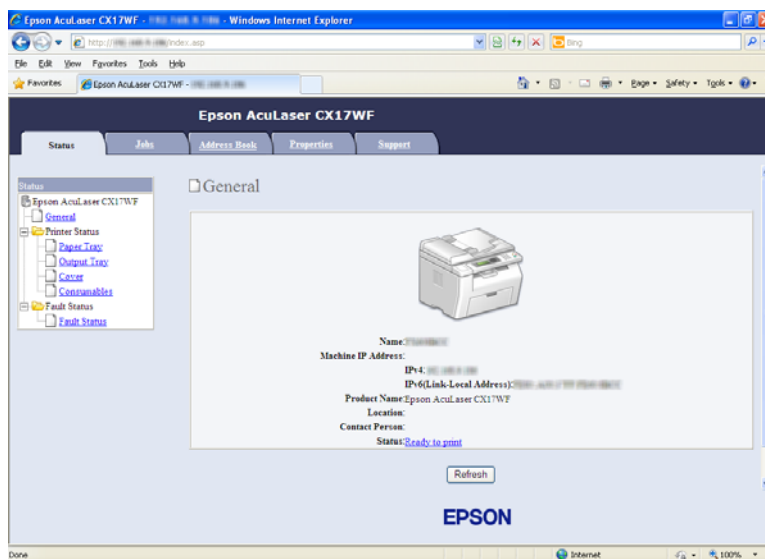 Epson AcuLaser CX17WF - - Windows Internet Explorer
http:// /index.asp
Bing
File Edit View Favorites Tools Help
Favorites Epson AcuLaser CX17WF -
Page Safety Tools
Epson AcuLaser CX17WF
Status Jobs Address Book Properties Support
Status
Epson AcuLaser CX17WF
General
Printer Status
Paper Tray
Output Tray
Cover
Consumables
Fault Status
Fault Status
General
Name:
Machine IP Address:
IPv4:
IPv6(Link-Local Address):
Product Name:Epson AcuLaser CX17WF
Location:
Contact Person:
Status:Ready to print
Refresh
EPSON
Done Internet 100%